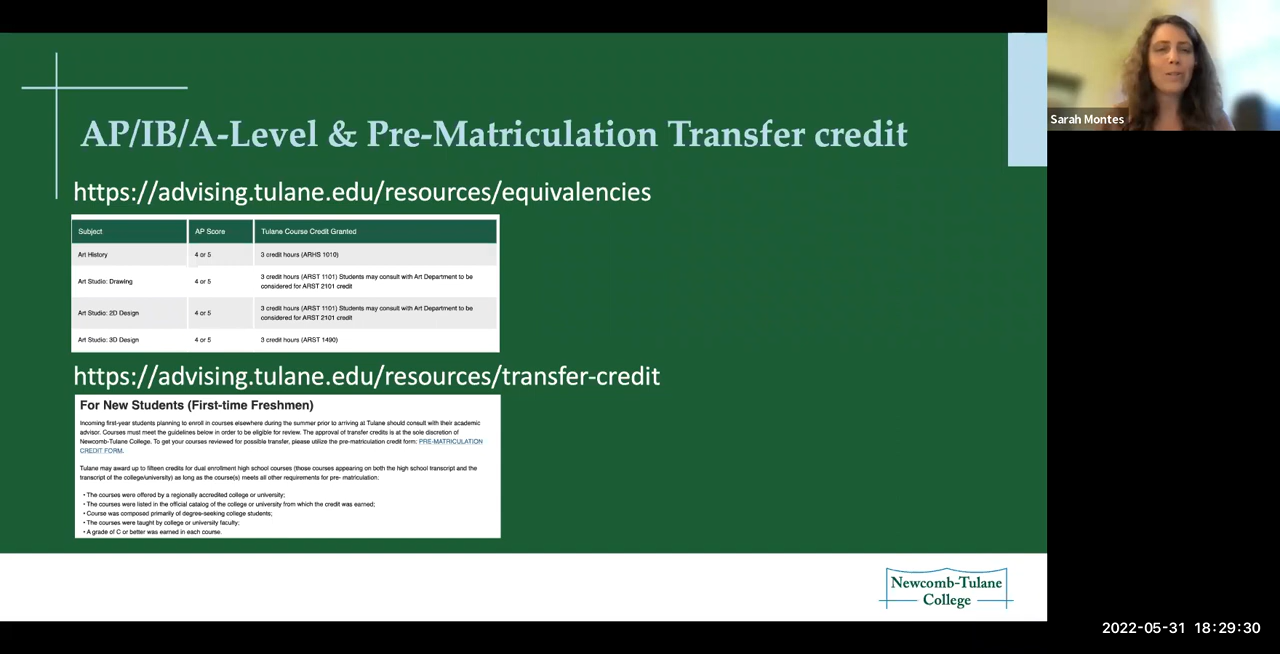 AP/IB/A-Level & Pre-Matriculation Transfer credit
https://advising.tulane.edu/resources/equivalencies
Subject AP Score Tulane Course Credit Granted
Art History 4 or 5 3 credit hours (ARHS 1010)
Art Studio: Drawing 4 or 5 3 credit hours (ARST 1101) Students may consult with Art Department to be
considered for ARST 2101 credit
Art Studio: 2D Design 4 or 5 3 credit hours (ARST 1101) Students may consult with Art Department to be
considered for ARST 2101 credit
Art Studio: 3D Design 4 or 5 3 credit hours (ARST 1490)
https://advising.tulane.edu/resources/transfer-credit
For New Students (First-time Freshmen)
Incoming first-year students planning to enroll in courses elsewhere during the summer prior to arriving at Tulane should consult with their academic
advisor. Courses must meet the guidelines below in order to be eligible for review. The approval of transfer credits is at the sole discretion of
Newcomb-Tulane College. To get your courses reviewed for possible transfer, please utilize the pre-matriculation credit form: PRE-MATRICULATION
CREDIT FORM.
Tulane may award up to fifteen credits for dual enrollment high school courses (those courses appearing on both the high school transcript and the
transcript of the college/university) as long as the course(s) meets all other requirements for pre- matriculation:
• The courses were offered by a regionally accredited college or university;
• The courses were listed in the official catalog of the college or university from which the credit was earned;
• Course was composed primarily of degree-seeking college students;
• The courses were taught by college or university faculty;
• A grade of C or better was earned in each course.
Newcomb-Tulane
College
Sarah Montes
2022-05-31 18:29:30